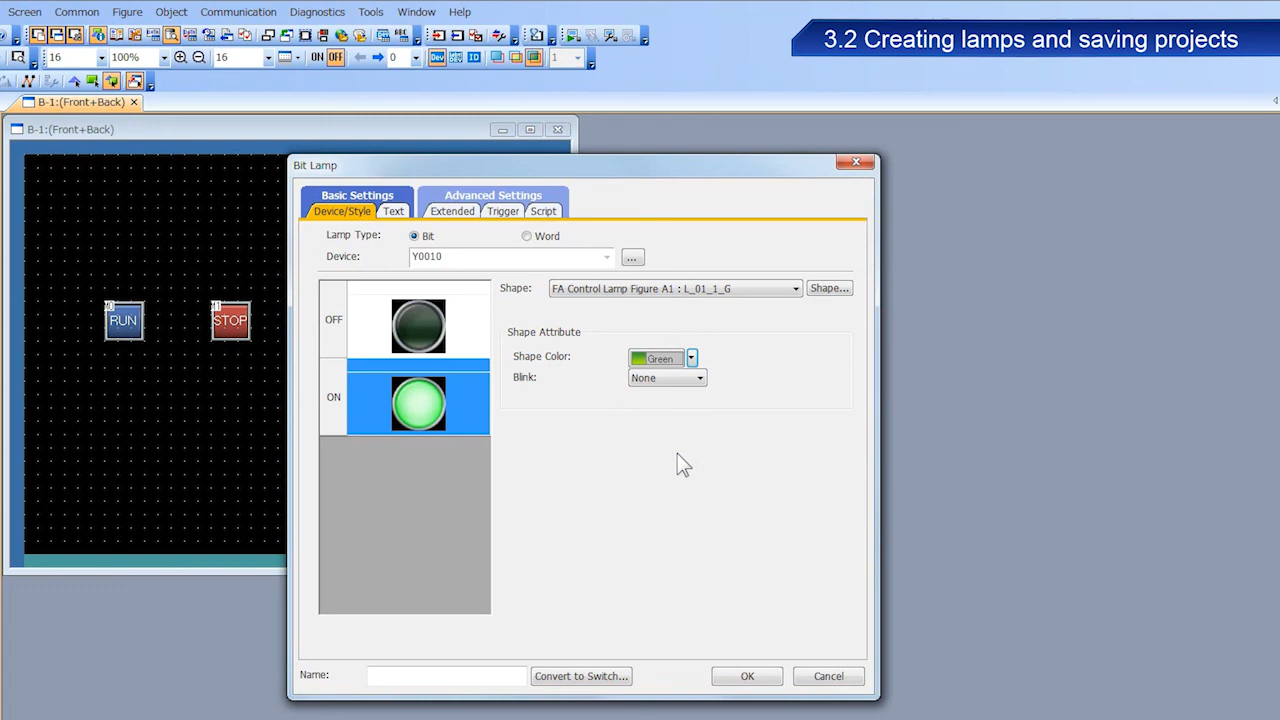 Screen Common Figure Object Communication Diagnostics Tools Window Help
3.2 Creating lamps and saving projects
16 100% 16 ON OFF 0 Dev ID 1
B-1:(Front+Back)
B-1:(Front+Back)
Bit Lamp
Basic Settings Advanced Settings
Device/Style Text Extended Trigger Script
Lamp Type: Bit Word
Device: Y0010 ...
Shape: FA Control Lamp Figure A1 : L_01_1_G Shape...
OFF
RUN STOP
Shape Attribute
Shape Color: Green
Blink: None
ON
Name: Convert to Switch... OK Cancel